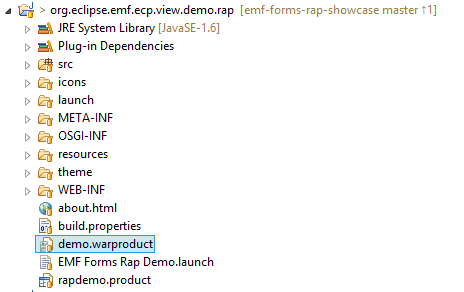 > org.eclipse.emf.ecp.view.demo.rap [emf-forms-rap-showcase master ↑1]
JRE System Library [JavaSE-1.6]
Plug-in Dependencies
src
icons
launch
META-INF
OSGI-INF
resources
theme
WEB-INF
about.html
build.properties
demo.warproduct
EMF Forms Rap Demo.launch
rapdemo.product